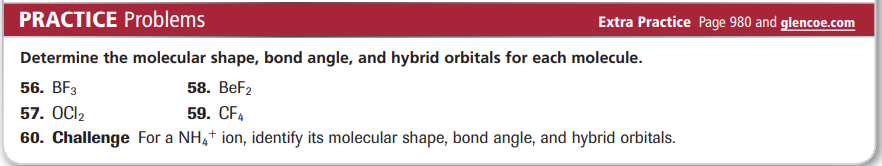 PRACTICE Problems Extra Practice Page 980 and glencoe.com
Determine the molecular shape, bond angle, and hybrid orbitals for each molecule.
56. BF₃ 58. BeF₂
57. OCl₂ 59. CF₄
60. Challenge For a NH₄⁺ ion, identify its molecular shape, bond angle, and hybrid orbitals.